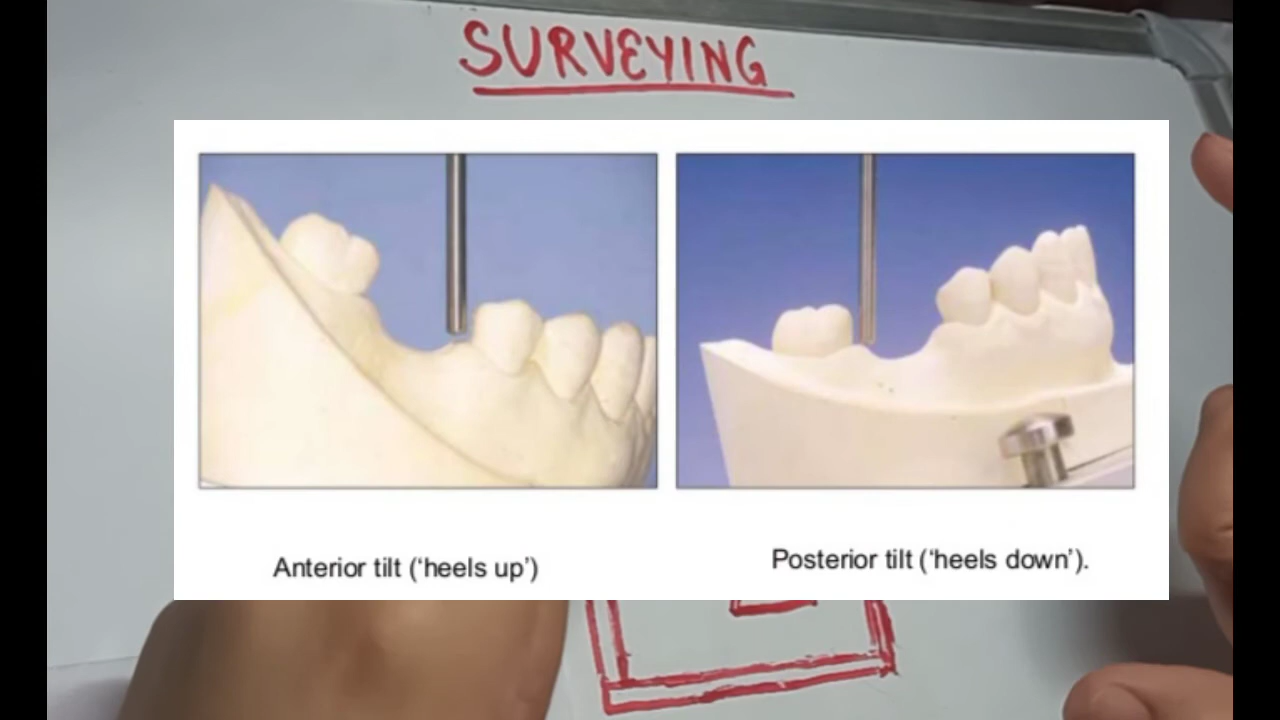 SURVEYING
Anterior tilt (‘heels up’)
Posterior tilt (‘heels down’).